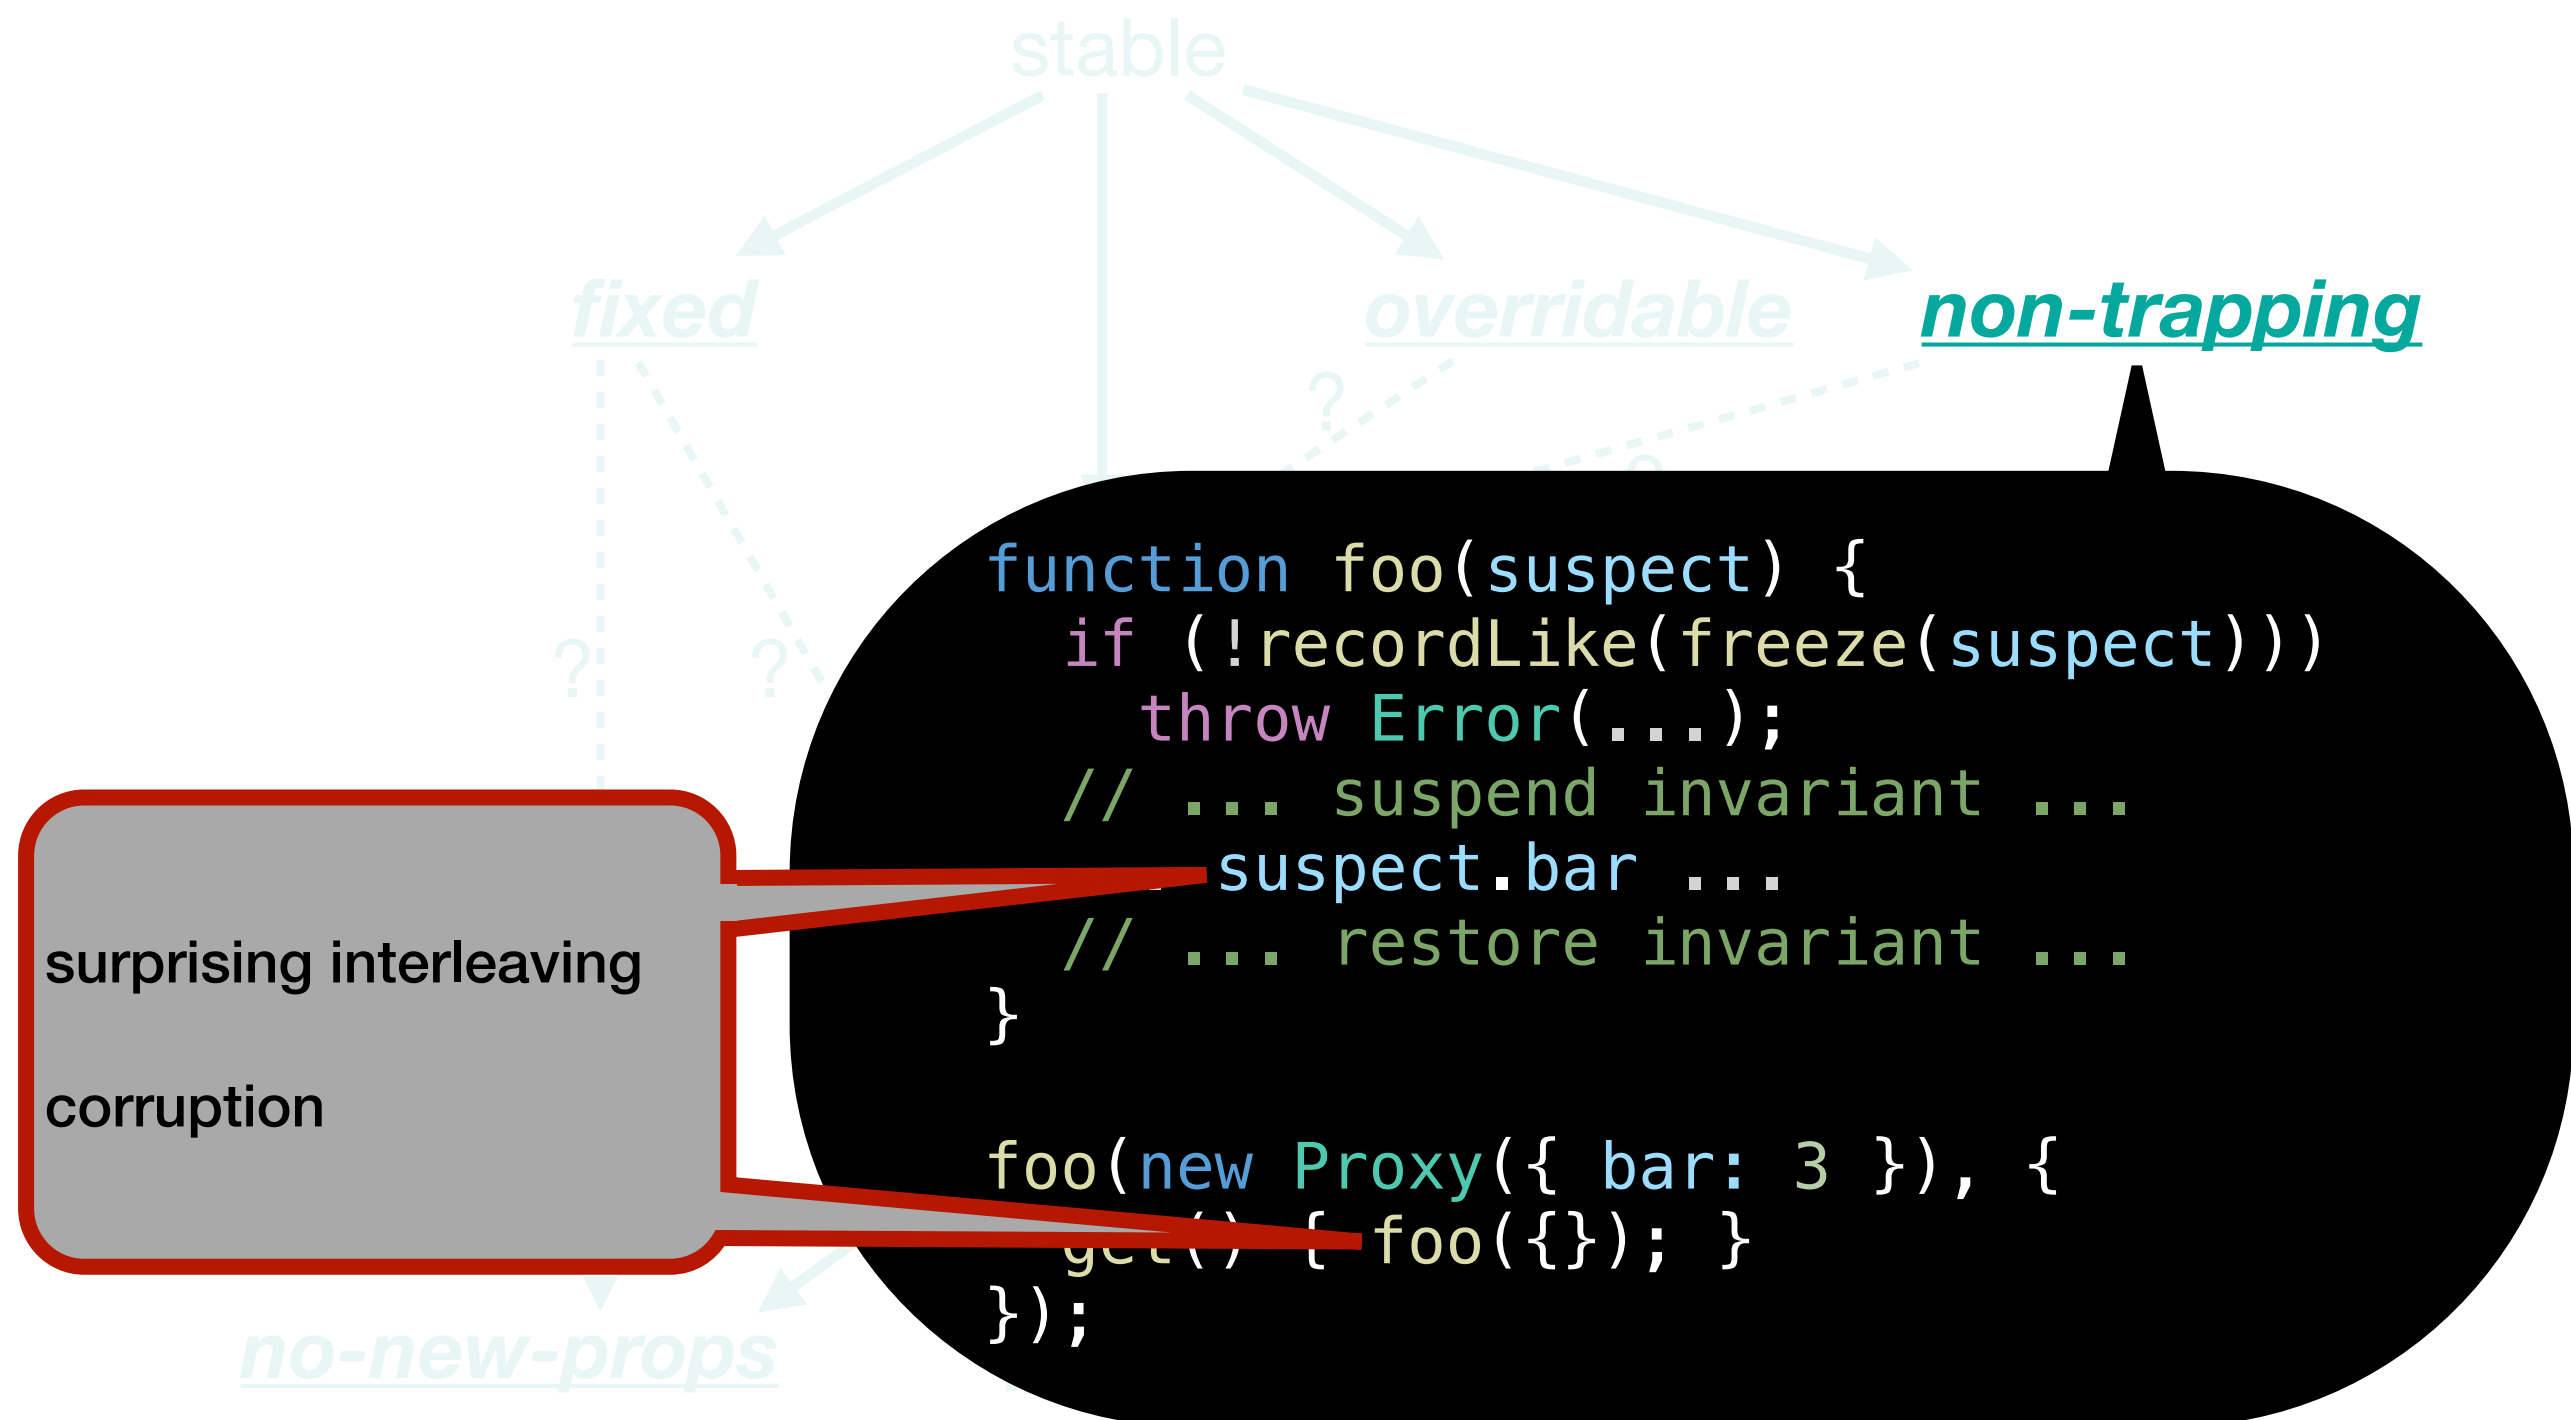 stable
fixed
overridable
non-trapping
?
?
?
?
function foo(suspect) {
if (!recordLike(freeze(suspect)))
throw Error(...);
// ... suspend invariant ...
suspect.bar ...
// ... restore invariant ...
}
foo(new Proxy({ bar: 3 }), {
get() { foo({}); }
});
surprising interleaving
corruption
no-new-props